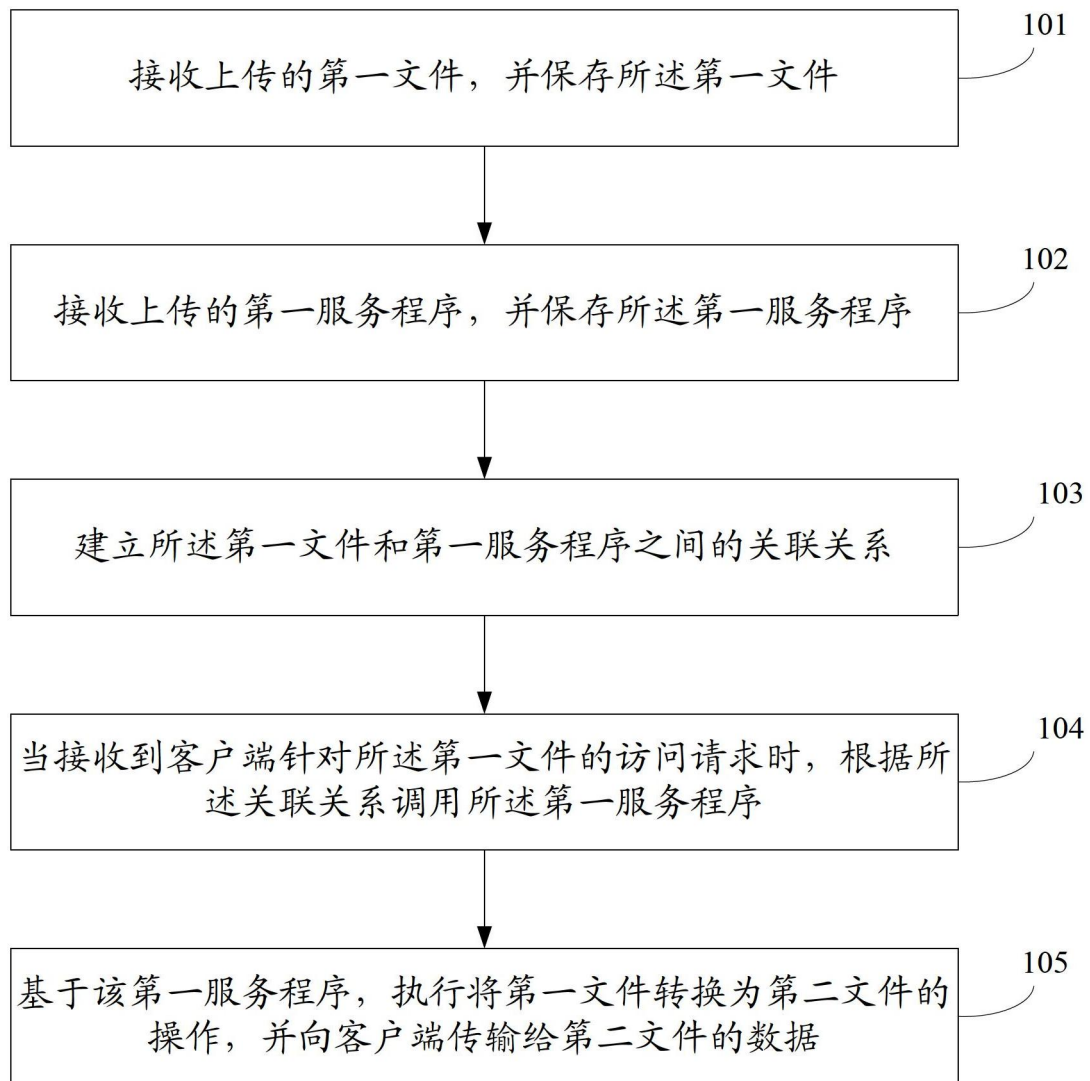 101
接收上传的第一文件，并保存所述第一文件
102
接收上传的第一服务程序，并保存所述第一服务程序
103
建立所述第一文件和第一服务程序之间的关联关系
104
当接收到客户端针对所述第一文件的访问请求时，根据所
述关联关系调用所述第一服务程序
105
基于该第一服务程序，执行将第一文件转换为第二文件的
操作，并向客户端传输给第二文件的数据